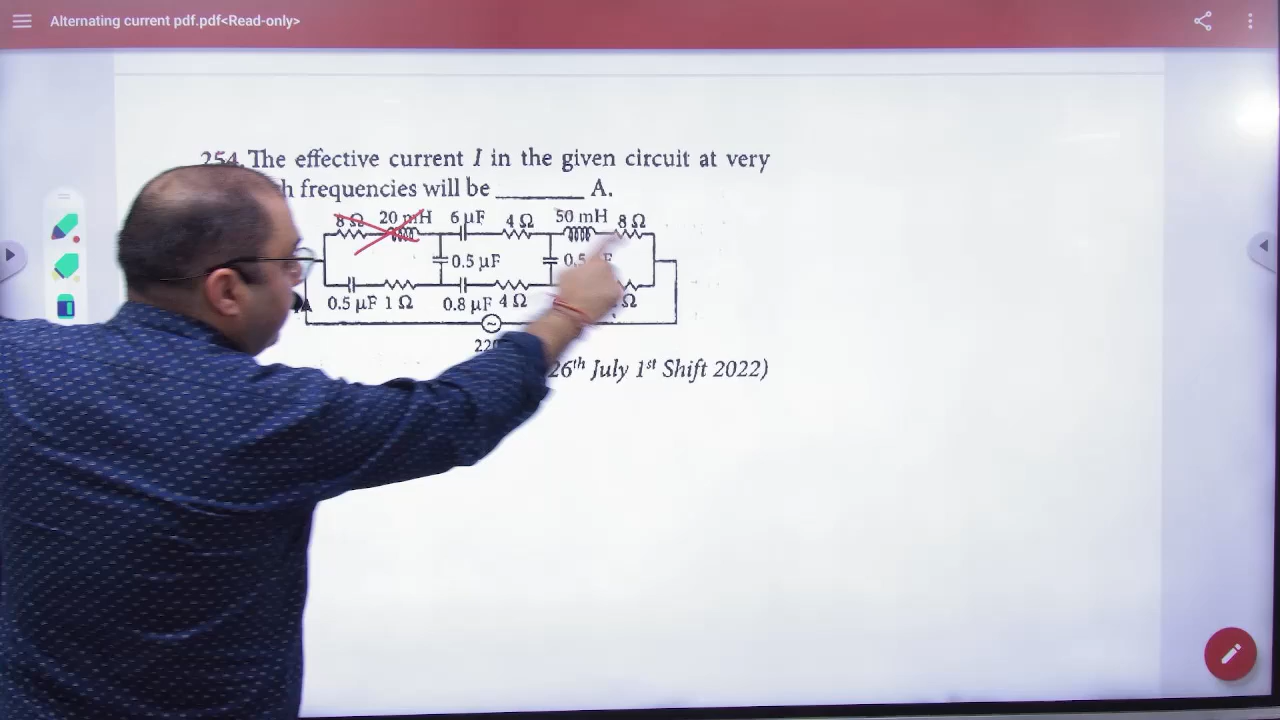 Alternating current pdf.pdf<Read-only>
254. The effective current I in the given circuit at very
frequencies will be ________ A.
8 Ω 20 mH 6 μF 4 Ω 50 mH 8 Ω
0.5 μF
0.5 μF 1 Ω 0.8 μF 4 Ω Ω
26th July 1st Shift 2022)